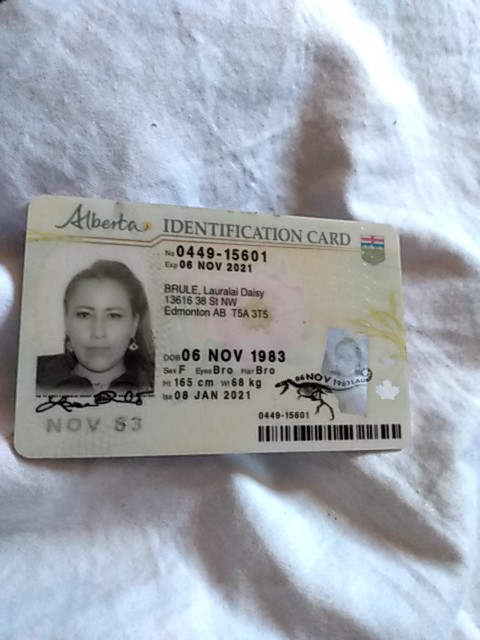 Alberta IDENTIFICATION CARD
No 0449-15601
Exp 06 NOV 2021
BRULE, Lauralai Daisy
13616 38 St NW
Edmonton AB T5A 3T5
DOB 06 NOV 1983
Sex F Eyes Bro Hair Bro
Ht 165 cm Wt 68 kg
Iss 08 JAN 2021
06 NOV 1983 LAU
0449-15601
NOV 83